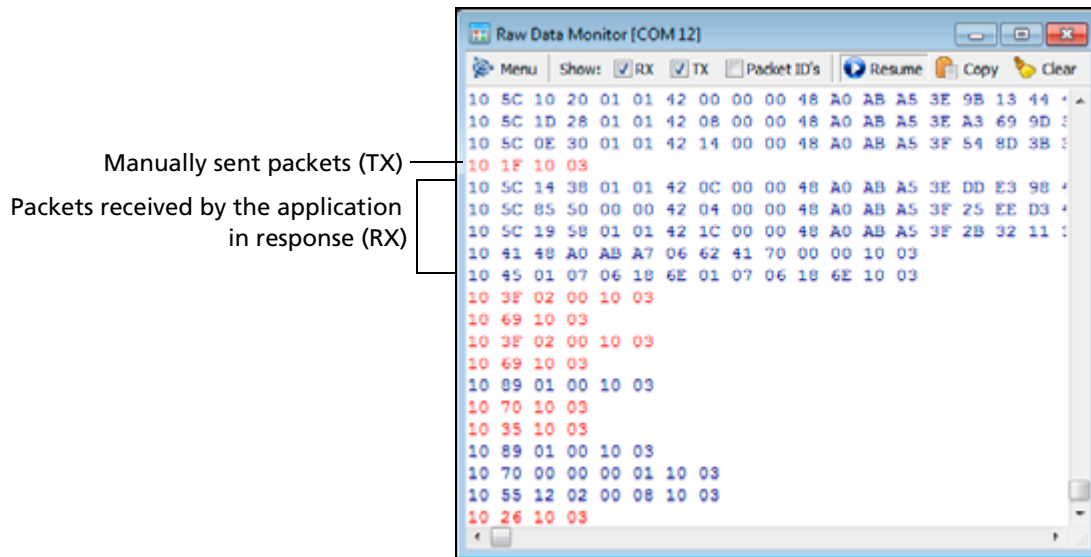 Raw Data Monitor [COM 12]
Menu Show: RX TX Packet ID's Resume Copy Clear
10 5C 10 20 01 01 42 00 00 00 48 A0 AB A5 3E 9B 13 44
10 5C 1D 28 01 01 42 08 00 00 48 A0 AB A5 3E A3 69 9D
10 5C 0E 30 01 01 42 14 00 00 48 A0 AB A5 3F 54 8D 3B
Manually sent packets (TX)
10 1F 10 03
Packets received by the application
in response (RX)
10 5C 14 38 01 01 42 0C 00 00 48 A0 AB A5 3E DD E3 98
10 5C 85 50 00 00 42 04 00 00 48 A0 AB A5 3F 25 EE D3
10 5C 19 58 01 01 42 1C 00 00 48 A0 AB A5 3F 2B 32 11
10 41 48 A0 AB A7 06 62 41 70 00 00 10 03
10 45 01 07 06 18 6E 01 07 06 18 6E 10 03
10 3F 02 00 10 03
10 69 10 03
10 3F 02 00 10 03
10 69 10 03
10 89 01 00 10 03
10 70 10 03
10 35 10 03
10 89 01 00 10 03
10 70 00 00 00 01 10 03
10 55 12 02 00 08 10 03
10 26 10 03